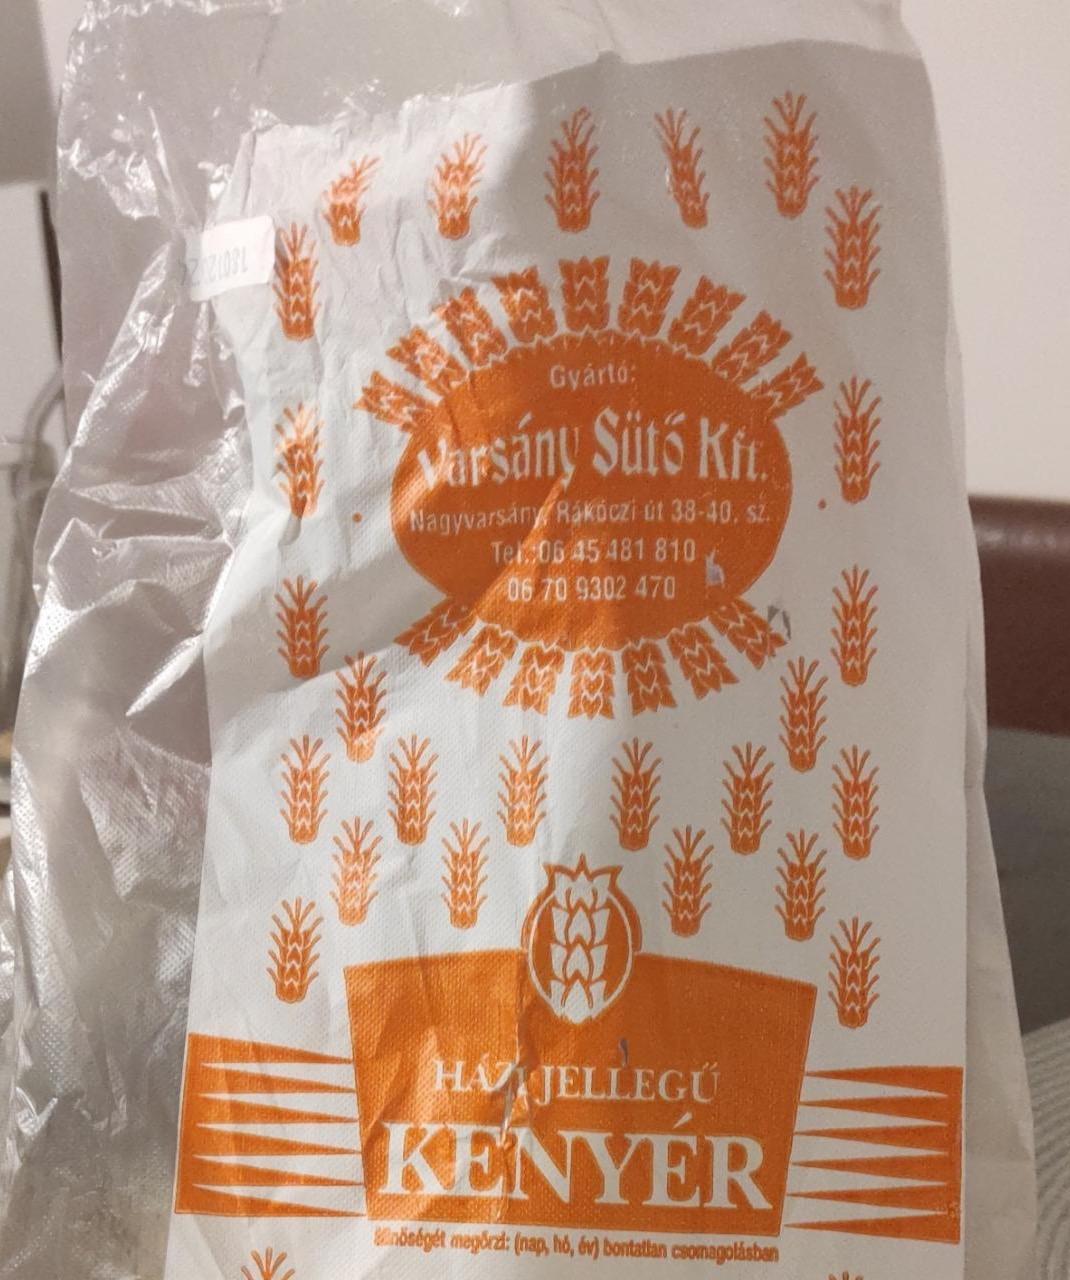 Gyártó:
Varsány Sütő Kft.
Nagyvarsány, Rákóczi út 38-40. sz.
Tel.:06 45 481 810
06 70 9302 470
HÁZI JELLEGŰ
KENYÉR
Minőségét megőrzi: (nap, hó, év) bontatlan csomagolásban